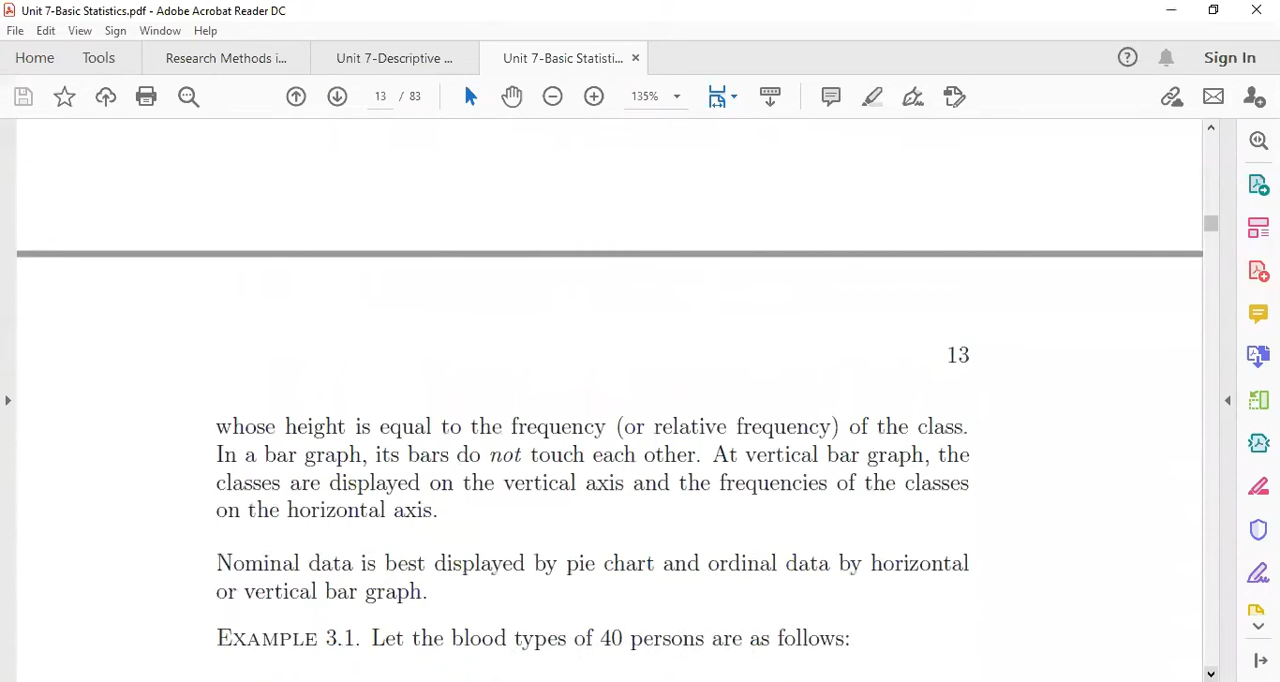 Unit 7-Basic Statistics.pdf - Adobe Acrobat Reader DC
File Edit View Sign Window Help
Home Tools Research Methods i... Unit 7-Descriptive ... Unit 7-Basic Statisti... × Sign In
13 / 83 135%
13
whose height is equal to the frequency (or relative frequency) of the class.
In a bar graph, its bars do not touch each other. At vertical bar graph, the
classes are displayed on the vertical axis and the frequencies of the classes
on the horizontal axis.
Nominal data is best displayed by pie chart and ordinal data by horizontal
or vertical bar graph.
Example 3.1. Let the blood types of 40 persons are as follows: